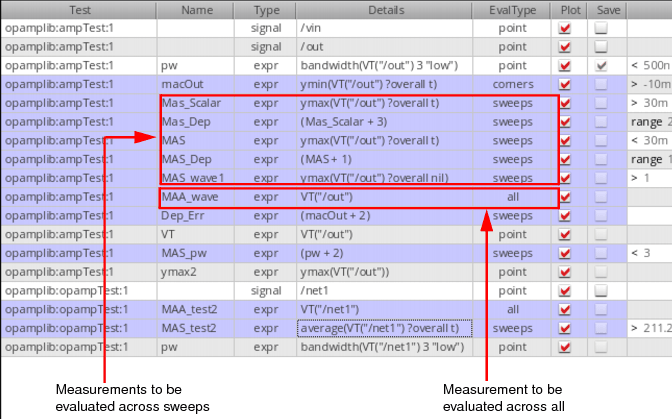 Test Name Type Details EvalType Plot Save
opamplib:ampTest:1 signal /vin point
opamplib:ampTest:1 signal /out point
opamplib:ampTest:1 pw expr bandwidth(VT("/out") 3 "low") point < 500n
opamplib:ampTest:1 macOut expr ymin(VT("/out") ?overall t) corners > -10m
opamplib:ampTest:1 Mas_Scalar expr ymax(VT("/out") ?overall t) sweeps > 30m
opamplib:ampTest:1 Mas_Dep expr (Mas_Scalar + 3) sweeps range 2
opamplib:ampTest:1 MAS expr ymax(VT("/out") ?overall t) sweeps < 30m
opamplib:ampTest:1 MAS_Dep expr (MAS + 1) sweeps range 1
opamplib:ampTest:1 MAS_wave1 expr ymax(VT("/out") ?overall nil) sweeps > 1
opamplib:ampTest:1 MAA_wave expr VT("/out") all
opamplib:ampTest:1 Dep_Err expr (macOut + 2) sweeps
opamplib:ampTest:1 VT expr VT("/out") point
opamplib:ampTest:1 MAS_pw expr (pw + 2) sweeps < 3
opamplib:ampTest:1 ymax2 expr ymax(VT("/out")) point
opamplib:opampTest:1 signal /net1 point
opamplib:opampTest:1 MAA_test2 expr VT("/net1") all
opamplib:opampTest:1 MAS_test2 expr average(VT("/net1") ?overall t) sweeps > 211.2
opamplib:opampTest:1 pw expr bandwidth(VT("/net1") 3 "low") point
Measurements to be
evaluated across sweeps
Measurement to be
evaluated across all